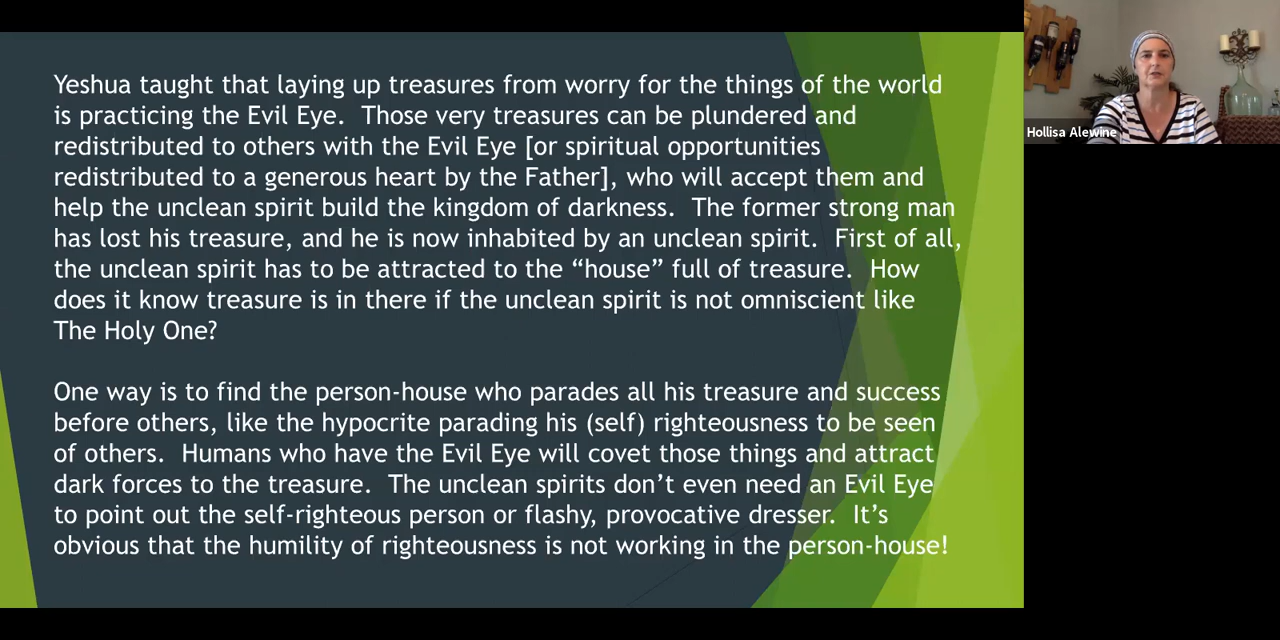 Yeshua taught that laying up treasures from worry for the things of the world
is practicing the Evil Eye.  Those very treasures can be plundered and
redistributed to others with the Evil Eye [or spiritual opportunities
redistributed to a generous heart by the Father], who will accept them and
help the unclean spirit build the kingdom of darkness.  The former strong man
has lost his treasure, and he is now inhabited by an unclean spirit.  First of all,
the unclean spirit has to be attracted to the “house” full of treasure.  How
does it know treasure is in there if the unclean spirit is not omniscient like
The Holy One?
One way is to find the person-house who parades all his treasure and success
before others, like the hypocrite parading his (self) righteousness to be seen
of others.  Humans who have the Evil Eye will covet those things and attract
dark forces to the treasure.  The unclean spirits don’t even need an Evil Eye
to point out the self-righteous person or flashy, provocative dresser.  It’s
obvious that the humility of righteousness is not working in the person-house!
Hollisa Alewine